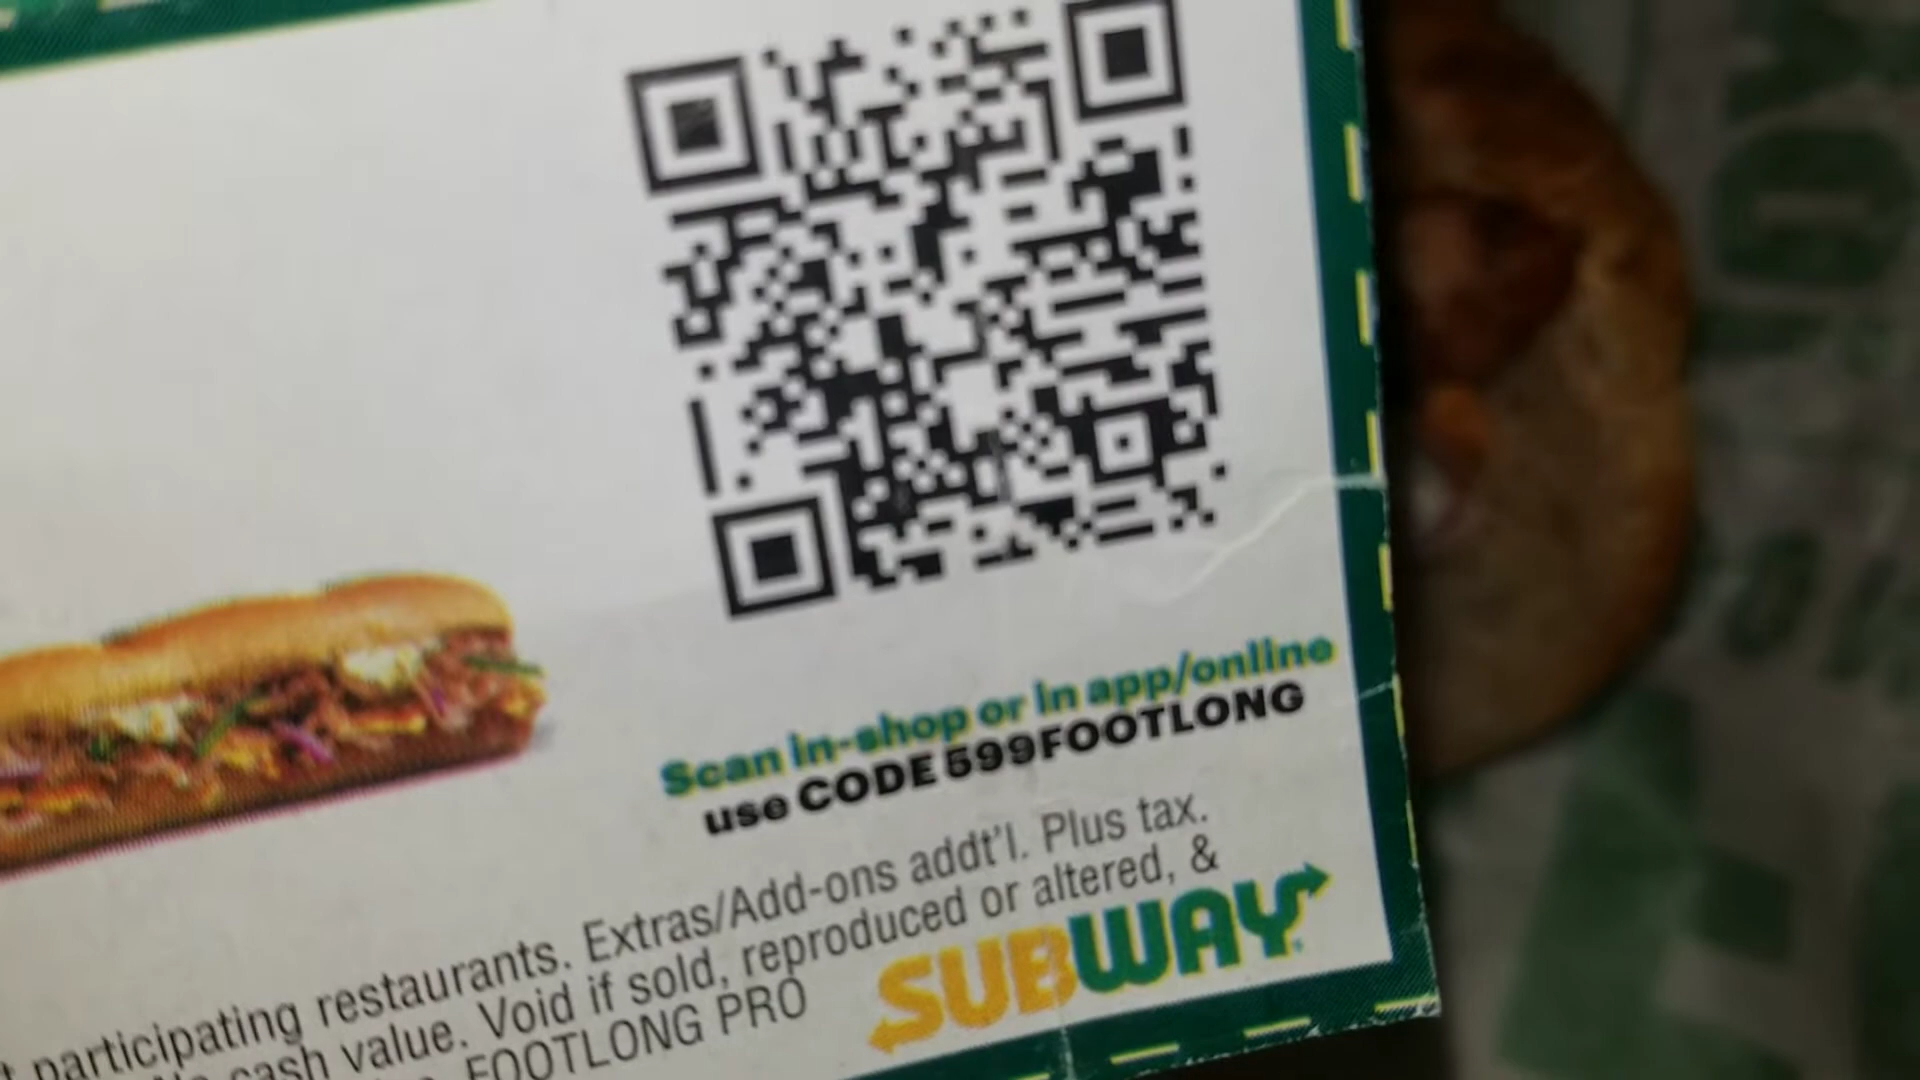 Scan in-shop or in app/online
use CODE 599FOOTLONG
participating restaurants. Extras/Add-ons addt'l. Plus tax.
cash value. Void if sold, reproduced or altered, &
FOOTLONG PRO
SUBWAY